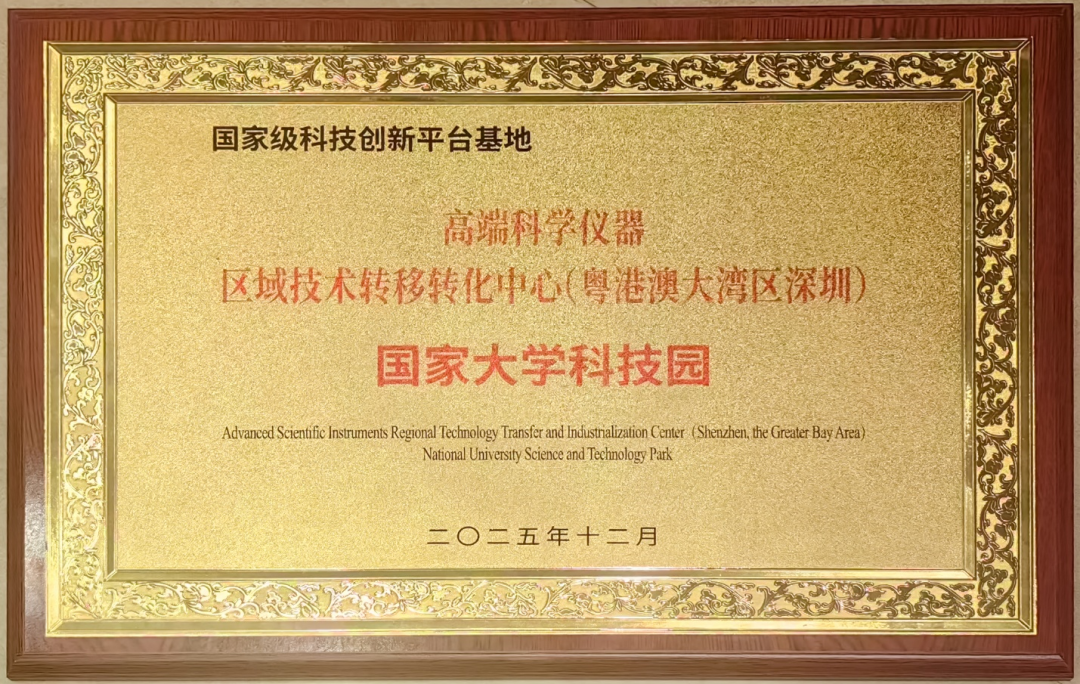 国家级科技创新平台基地
高端科学仪器
区域技术转移转化中心（粤港澳大湾区深圳）
国家大学科技园
Advanced Scientific Instruments Regional Technology Transfer and Industrialization Center（Shenzhen, the Greater Bay Area）
National University Science and Technology Park
二〇二五年十二月